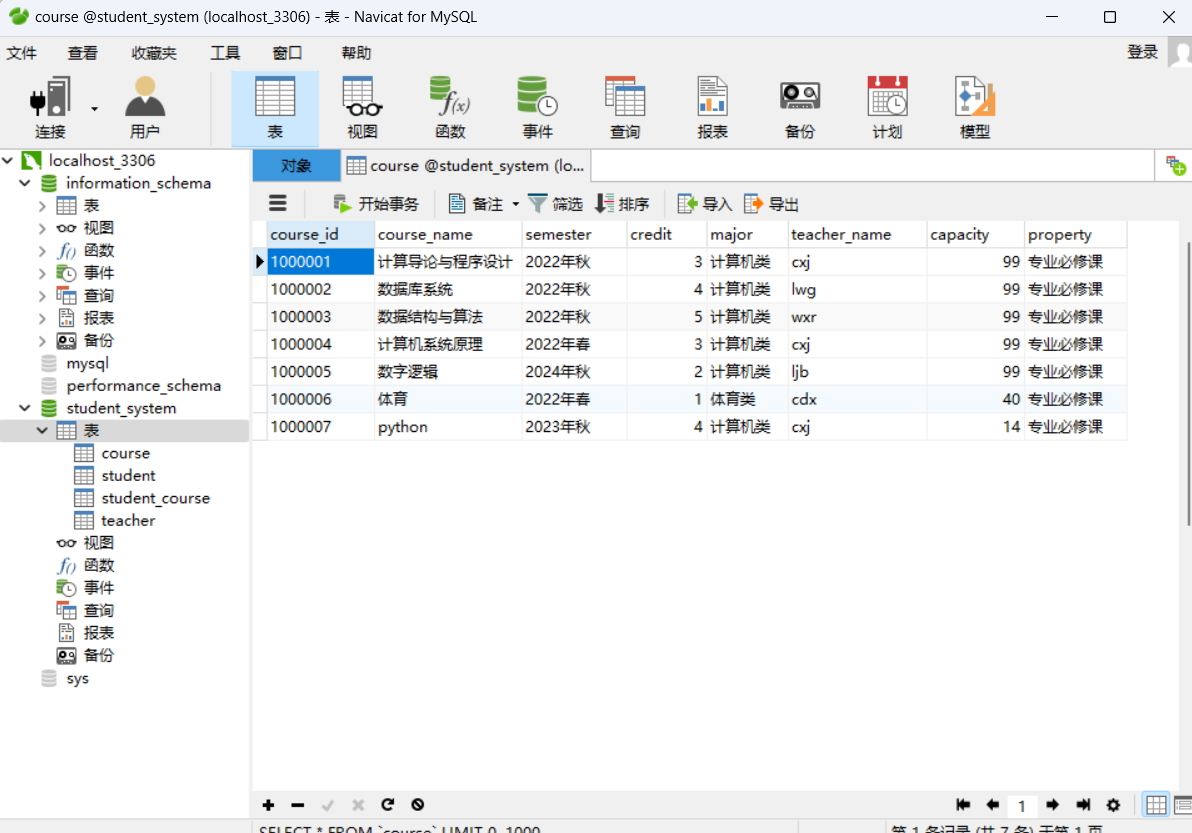 course @student_system (localhost_3306) - 表 - Navicat for MySQL
文件 查看 收藏夹 工具 窗口 帮助 登录
连接 用户 表 视图 函数 事件 查询 报表 备份 计划 模型
localhost_3306
information_schema
表
视图
函数
事件
查询
报表
备份
mysql
performance_schema
student_system
表
course
student
student_course
teacher
视图
函数
事件
查询
报表
备份
sys
对象 course @student_system (lo...
开始事务 备注 筛选 排序 导入 导出
course_id course_name semester credit major teacher_name capacity property
1000001 计算导论与程序设计 2022年秋 3 计算机类 cxj 99 专业必修课
1000002 数据库系统 2022年秋 4 计算机类 lwg 99 专业必修课
1000003 数据结构与算法 2022年秋 5 计算机类 wxr 99 专业必修课
1000004 计算机系统原理 2022年春 3 计算机类 cxj 99 专业必修课
1000005 数字逻辑 2024年秋 2 计算机类 ljb 99 专业必修课
1000006 体育 2022年春 1 体育类 cdx 40 专业必修课
1000007 python 2023年秋 4 计算机类 cxj 14 专业必修课
1
SELECT * FROM `course` LIMIT 0, 1000
第 1 条记录 (共 7 条) 于第 1 页